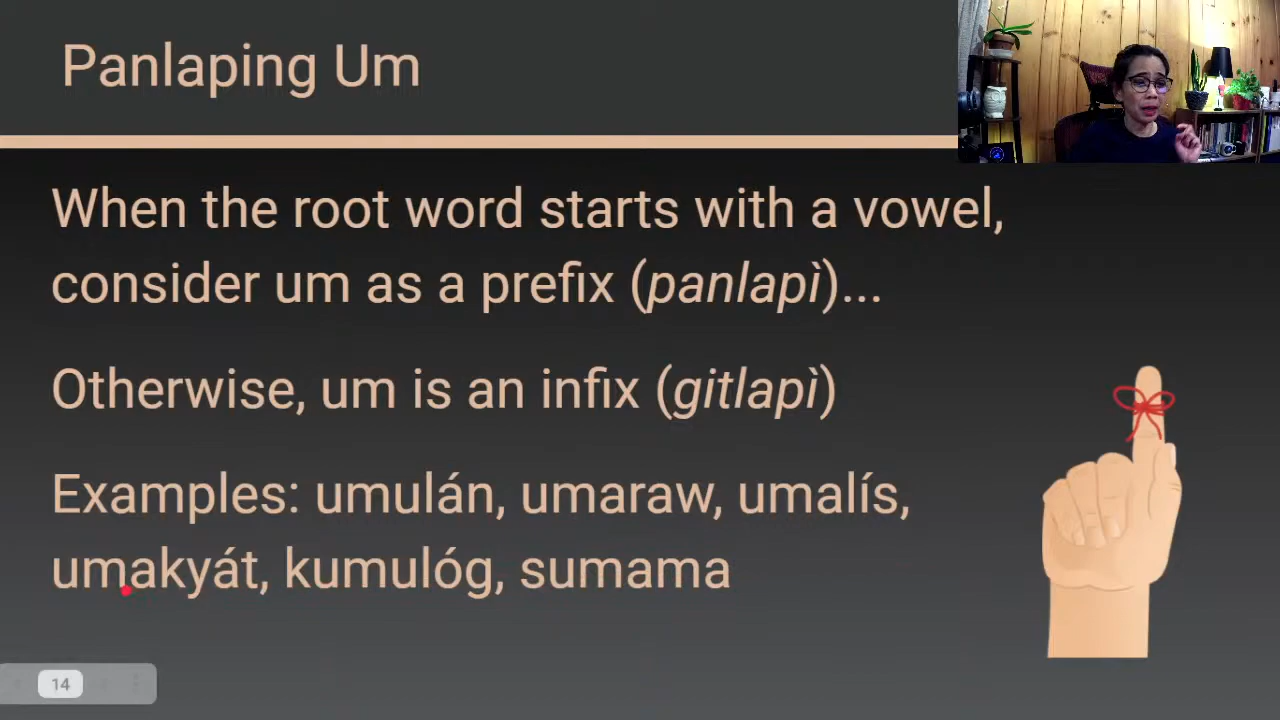 Panlaping Um
When the root word starts with a vowel,
consider um as a prefix (panlapì)...
Otherwise, um is an infix (gitlapì)
Examples: umulán, umaraw, umalís,
umakyát, kumulóg, sumama
14